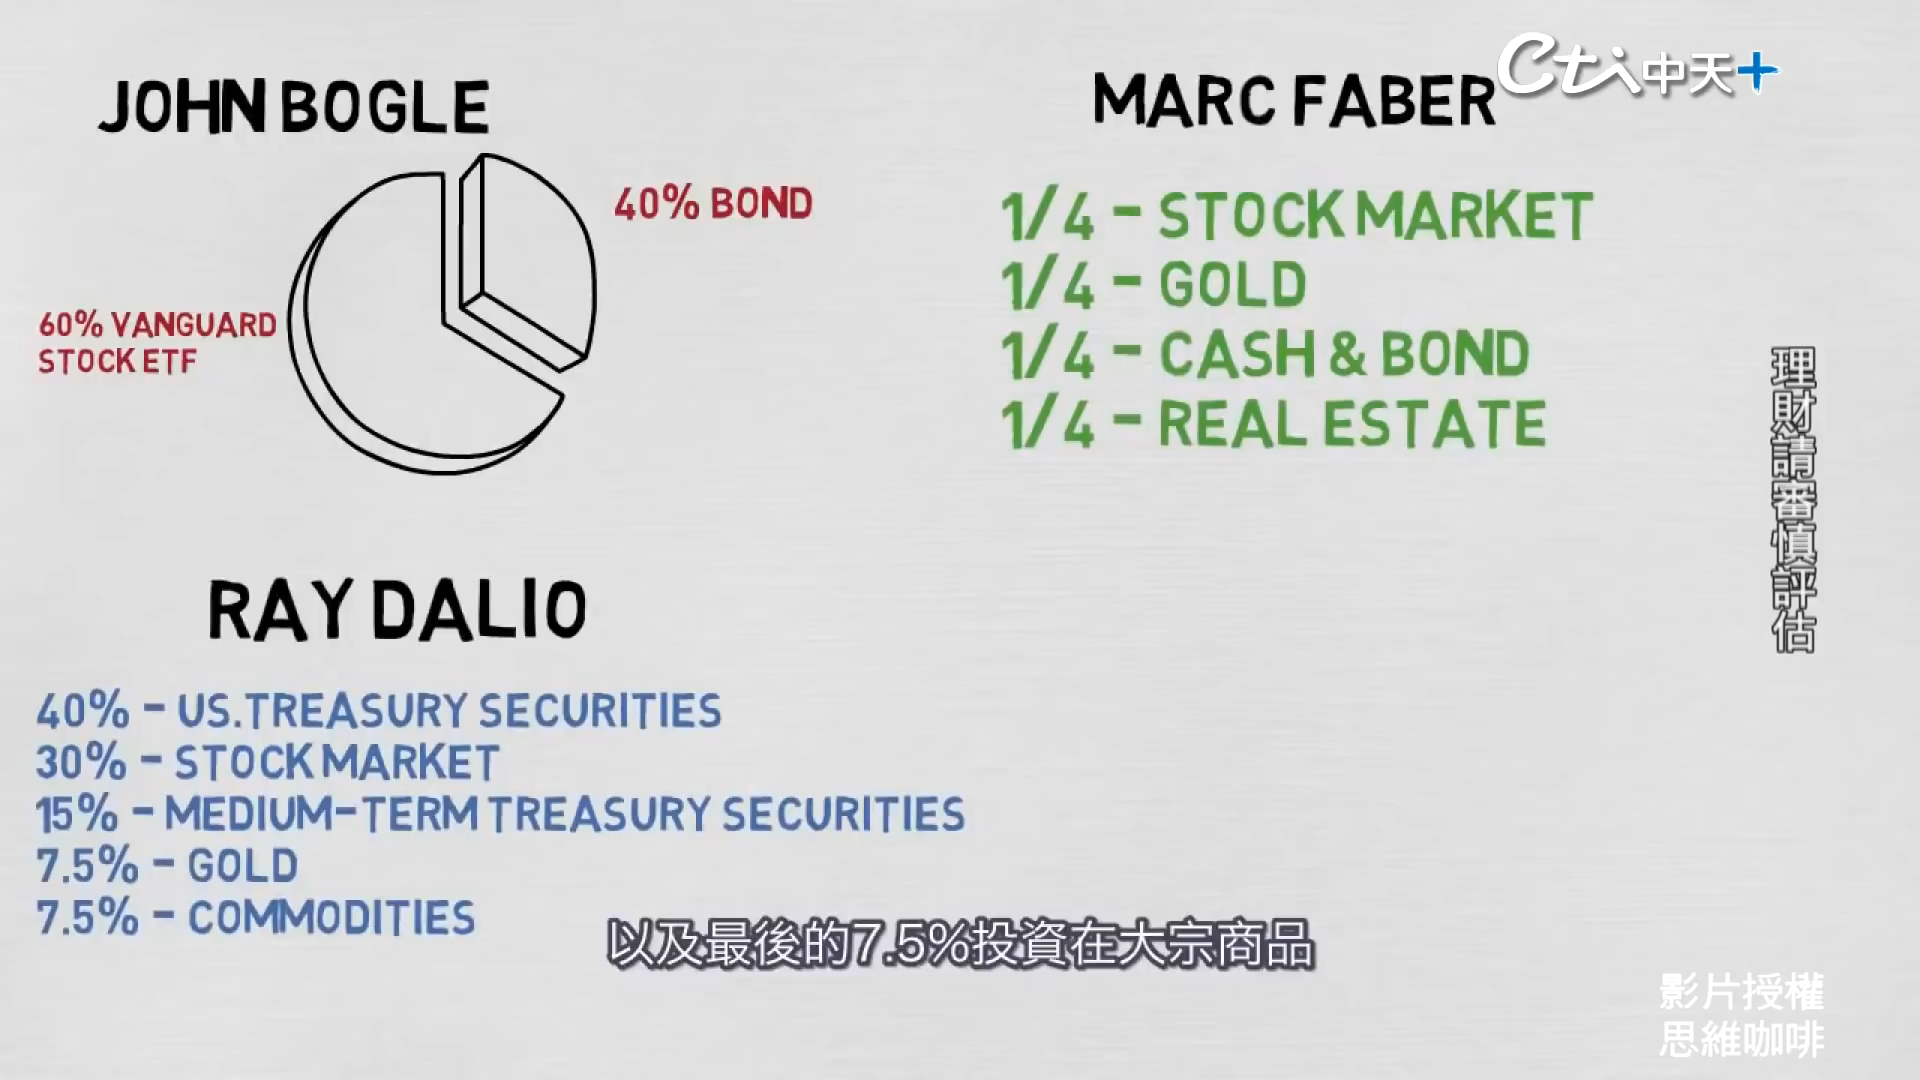 JOHN BOGLE
40% BOND
60% VANGUARD
STOCK ETF
Cti中天+
MARC FABER
1/4 - STOCK MARKET
1/4 - GOLD
1/4 - CASH & BOND
1/4 - REAL ESTATE
理財請審慎評估
RAY DALIO
40% - US.TREASURY SECURITIES
30% - STOCK MARKET
15% - MEDIUM-TERM TREASURY SECURITIES
7.5% - GOLD
7.5% - COMMODITIES
以及最後的7.5%投資在大宗商品
影片授權
思維咖啡